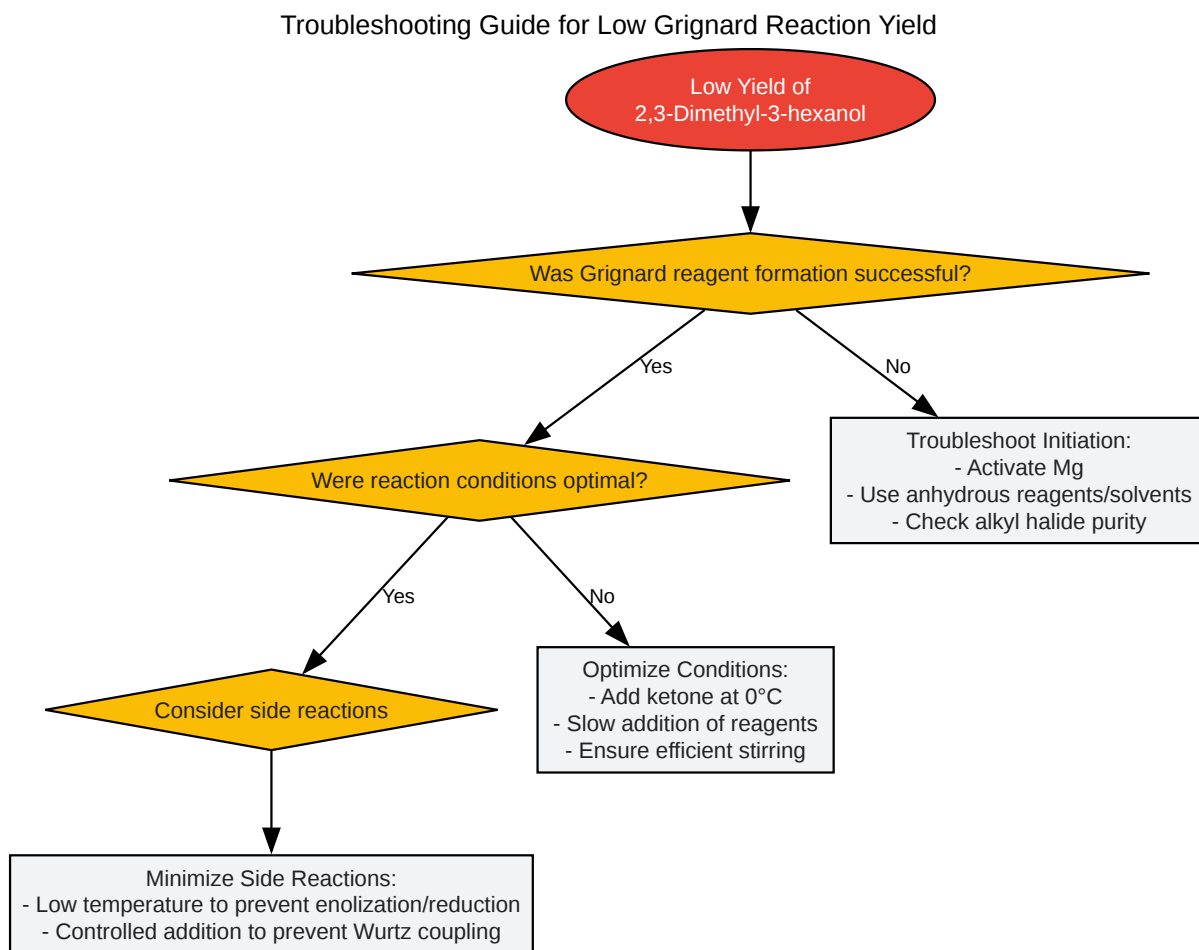 Troubleshooting Guide for Low Grignard Reaction Yield
Low Yield of
2,3-Dimethyl-3-hexanol
Was Grignard reagent formation successful?
Yes
No
Troubleshoot Initiation:
- Activate Mg
- Use anhydrous reagents/solvents
- Check alkyl halide purity
Were reaction conditions optimal?
Yes
No
Optimize Conditions:
- Add ketone at 0°C
- Slow addition of reagents
- Ensure efficient stirring
Consider side reactions
Minimize Side Reactions:
- Low temperature to prevent enolization/reduction
- Controlled addition to prevent Wurtz coupling